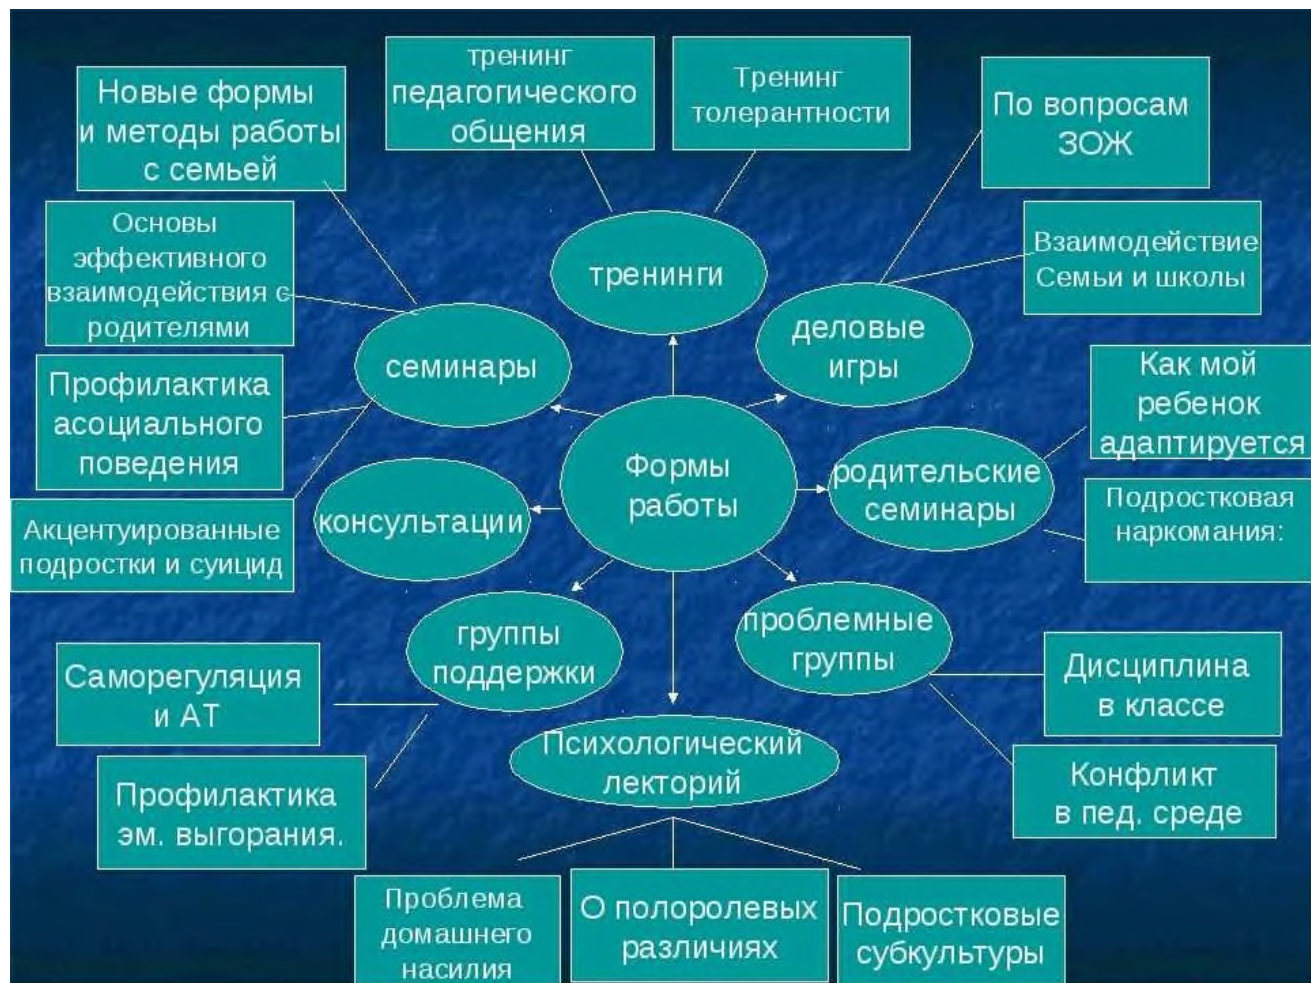 тренинг
педагогического
общения
Тренинг
толерантности
Новые формы
и методы работы
с семьей
По вопросам
ЗОЖ
Основы
эффективного
взаимодействия с
родителями
Взаимодействие
Семьи и школы
тренинги
деловые
игры
семинары
Профилактика
асоциального
поведения
Как мой
ребенок
адаптируется
Формы
работы
родительские
семинары
Подростковая
наркомания:
консультации
Акцентуированные
подростки и суицид
группы
поддержки
проблемные
группы
Саморегуляция
и АТ
Дисциплина
в классе
Психологический
лекторий
Профилактика
эм. выгорания.
Конфликт
в пед. среде
Проблема
домашнего
насилия
О полоролевых
различиях
Подростковые
субкультуры